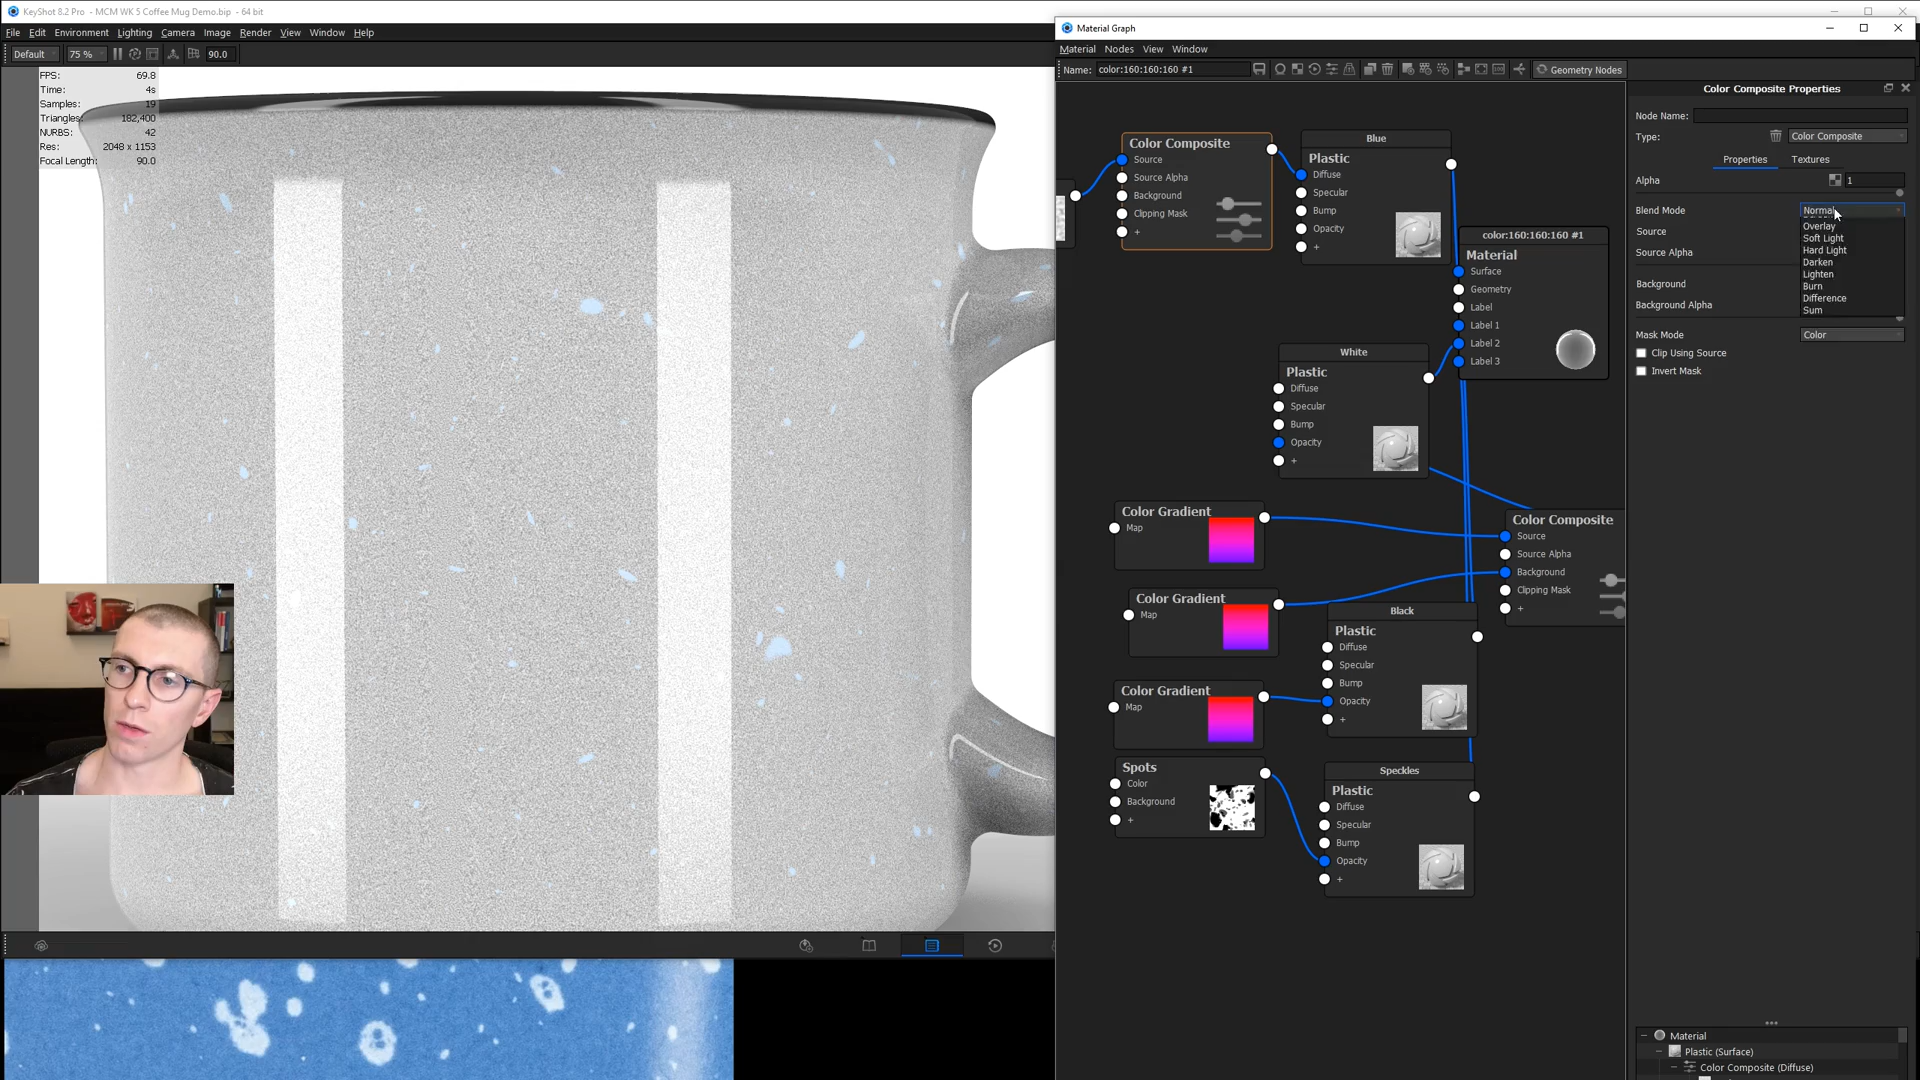 KeyShot 8.2 Pro - MCM WK 5 Coffee Mug Demo.bip - 64 bit
File Edit Environment Lighting Camera Image Render View Window Help
Default 75 % 90.0
FPS: 69.8
Time: 4s
Samples: 19
Triangles: 182,400
NURBS: 42
Res: 2048 x 1153
Focal Length: 90.0
Material Graph
Material Nodes View Window
Name: color:160:160:160 #1 Geometry Nodes
Color Composite
Source
Source Alpha
Background
Clipping Mask
+
Blue
Plastic
Diffuse
Specular
Bump
Opacity
+
color:160:160:160 #1
Material
Surface
Geometry
Label
Label 1
Label 2
Label 3
White
Plastic
Diffuse
Specular
Bump
Opacity
+
Color Gradient
Map
Color Composite
Source
Source Alpha
Background
Clipping Mask
+
Color Gradient
Map
Black
Plastic
Diffuse
Specular
Bump
Opacity
+
Color Gradient
Map
Spots
Color
Background
+
Speckles
Plastic
Diffuse
Specular
Bump
Opacity
+
Color Composite Properties
Node Name:
Type: Color Composite
Properties Textures
Alpha 1
Blend Mode Normal
Overlay
Soft Light
Hard Light
Darken
Lighten
Burn
Difference
Sum
Source
Source Alpha
Background
Background Alpha
Mask Mode Color
Clip Using Source
Invert Mask
Material
Plastic (Surface)
Color Composite (Diffuse)